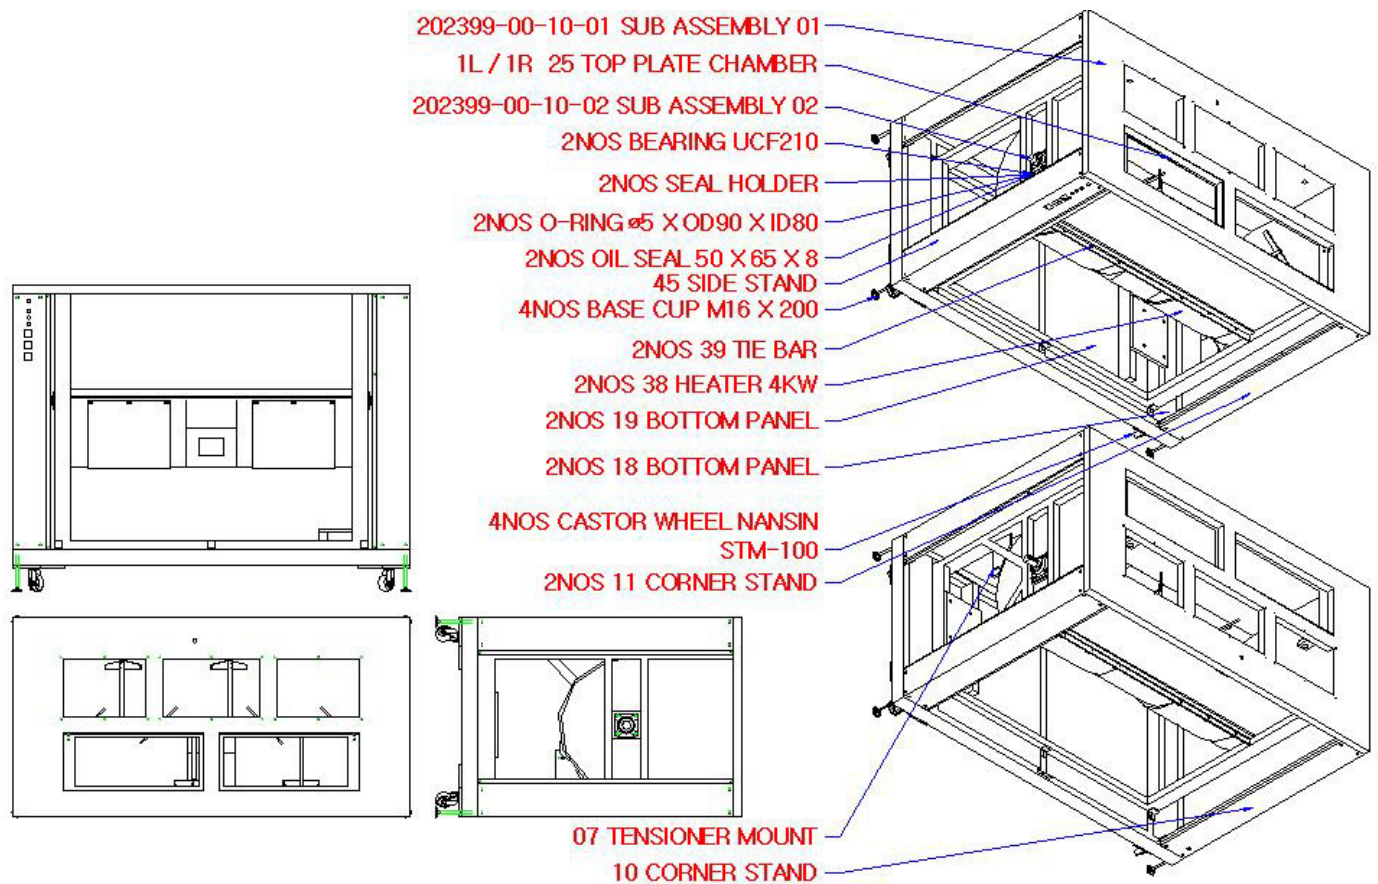 202399-00-10-01 SUB ASSEMBLY 01
1L / 1R 25 TOP PLATE CHAMBER
202399-00-10-02 SUB ASSEMBLY 02
2NOS BEARING UCF210
2NOS SEAL HOLDER
2NOS O-RING ø5 X OD90 X ID80
2NOS OIL SEAL 50 X 65 X 8
45 SIDE STAND
4NOS BASE CUP M16 X 200
2NOS 39 TIE BAR
2NOS 38 HEATER 4KW
2NOS 19 BOTTOM PANEL
2NOS 18 BOTTOM PANEL
4NOS CASTOR WHEEL NANSIN
STM-100
2NOS 11 CORNER STAND
07 TENSIONER MOUNT
10 CORNER STAND